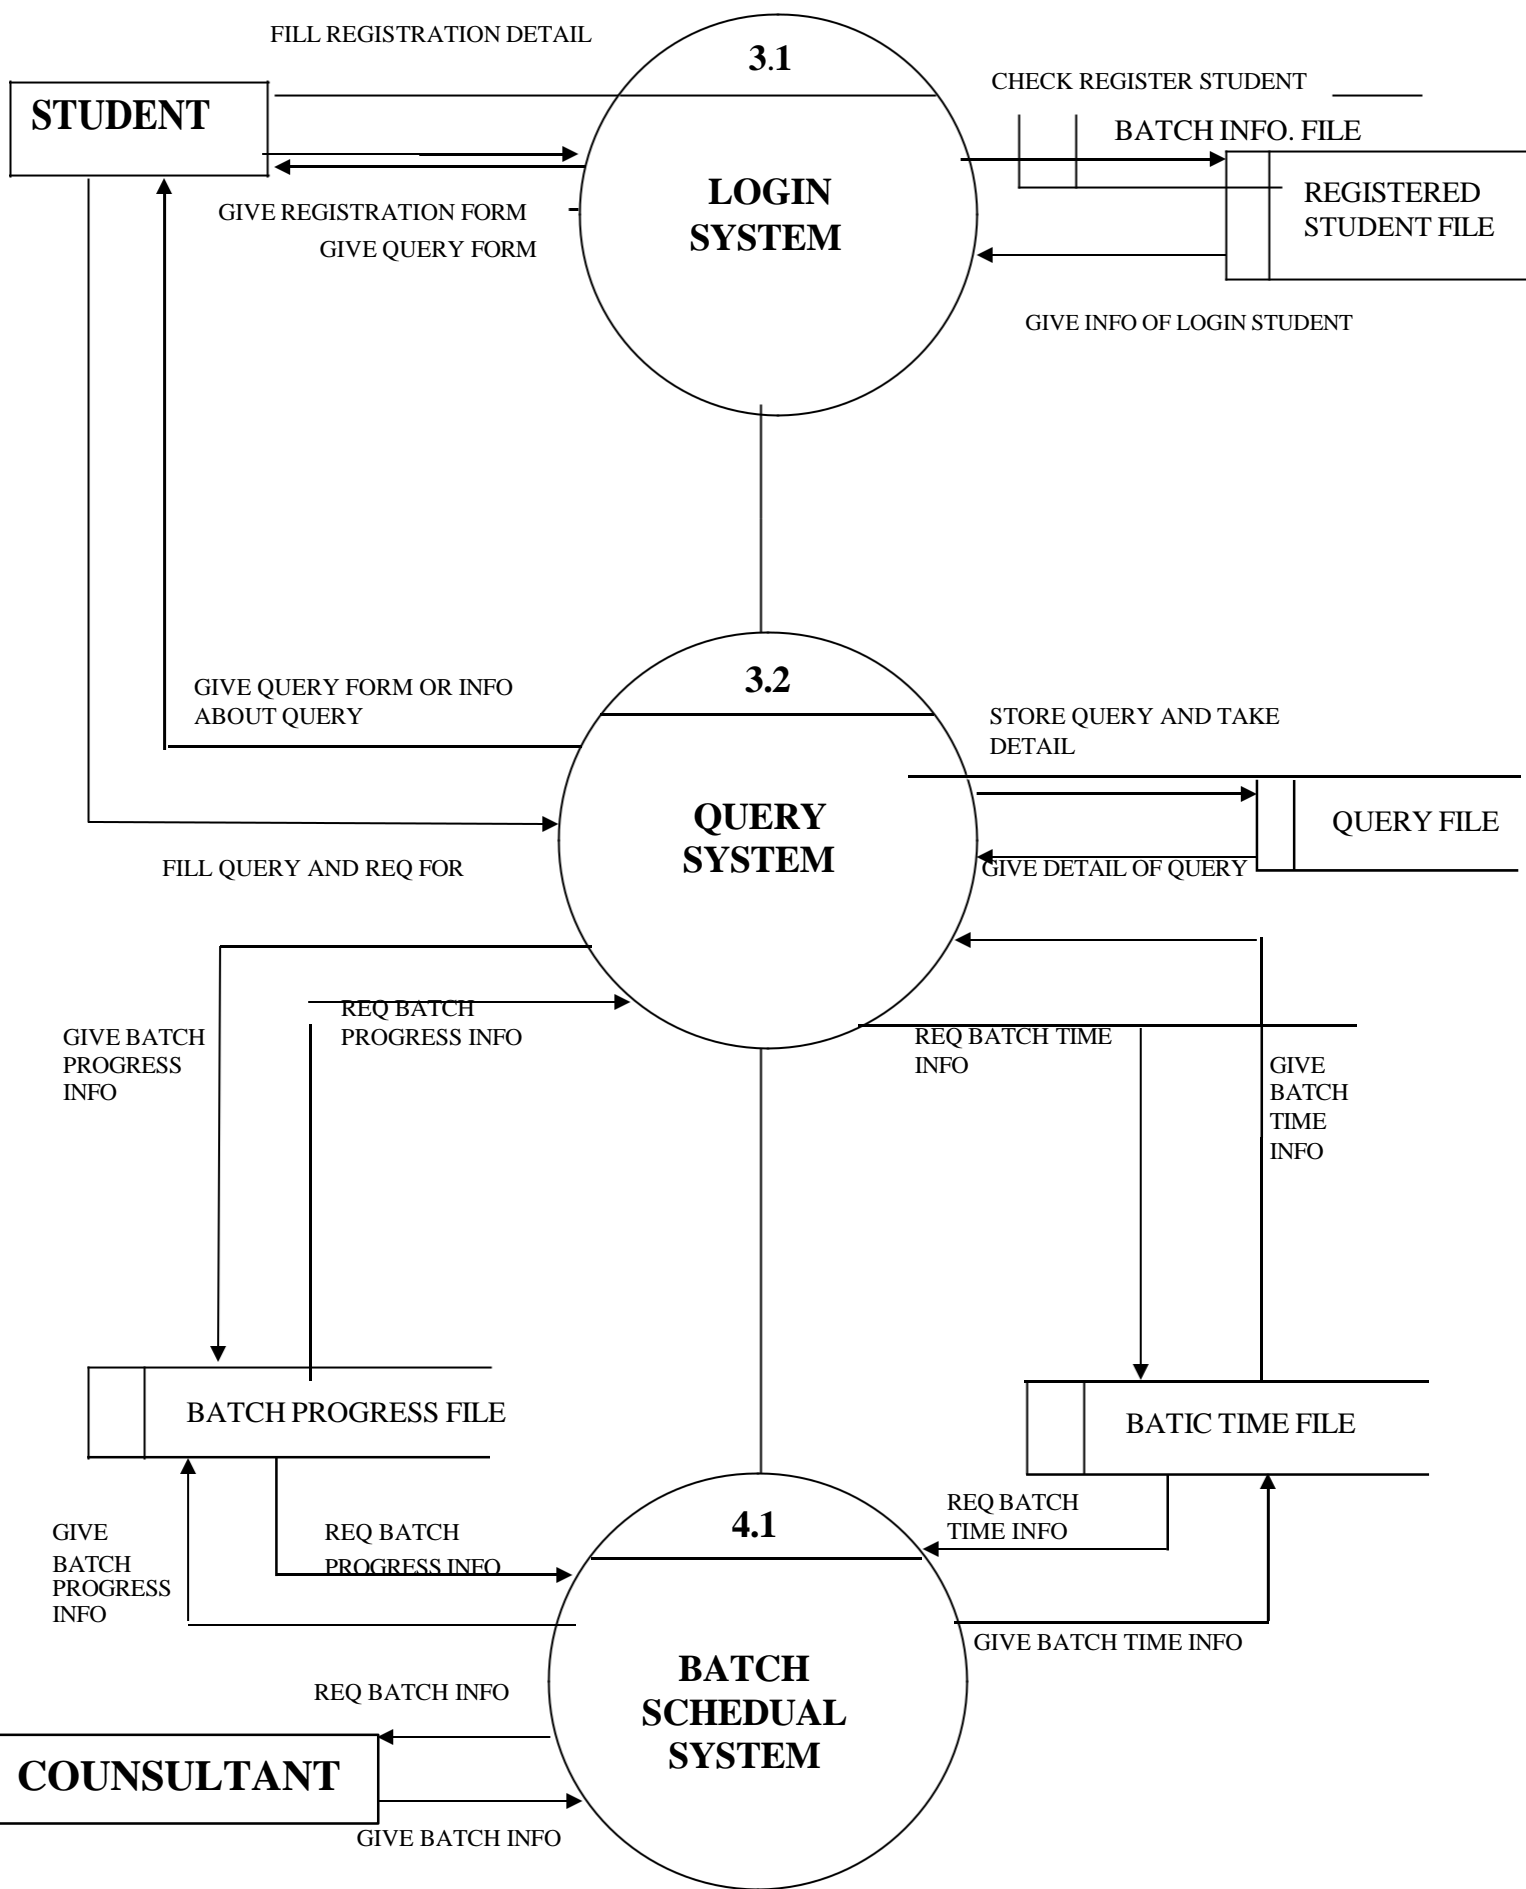 FILL REGISTRATION DETAIL
3.1
CHECK REGISTER STUDENT
STUDENT
BATCH INFO. FILE
LOGIN
SYSTEM
REGISTERED
STUDENT FILE
GIVE REGISTRATION FORM
GIVE QUERY FORM
GIVE INFO OF LOGIN STUDENT
3.2
GIVE QUERY FORM OR INFO
ABOUT QUERY
STORE QUERY AND TAKE
DETAIL
QUERY
SYSTEM
QUERY FILE
FILL QUERY AND REQ FOR
GIVE DETAIL OF QUERY
REQ BATCH
PROGRESS INFO
GIVE BATCH
PROGRESS
INFO
REQ BATCH TIME
INFO
GIVE
BATCH
TIME
INFO
BATCH PROGRESS FILE
BATIC TIME FILE
4.1
REQ BATCH
TIME INFO
GIVE
BATCH
PROGRESS
INFO
REQ BATCH
PROGRESS INFO
GIVE BATCH TIME INFO
BATCH
SCHEDUAL
SYSTEM
REQ BATCH INFO
COUNSULTANT
GIVE BATCH INFO